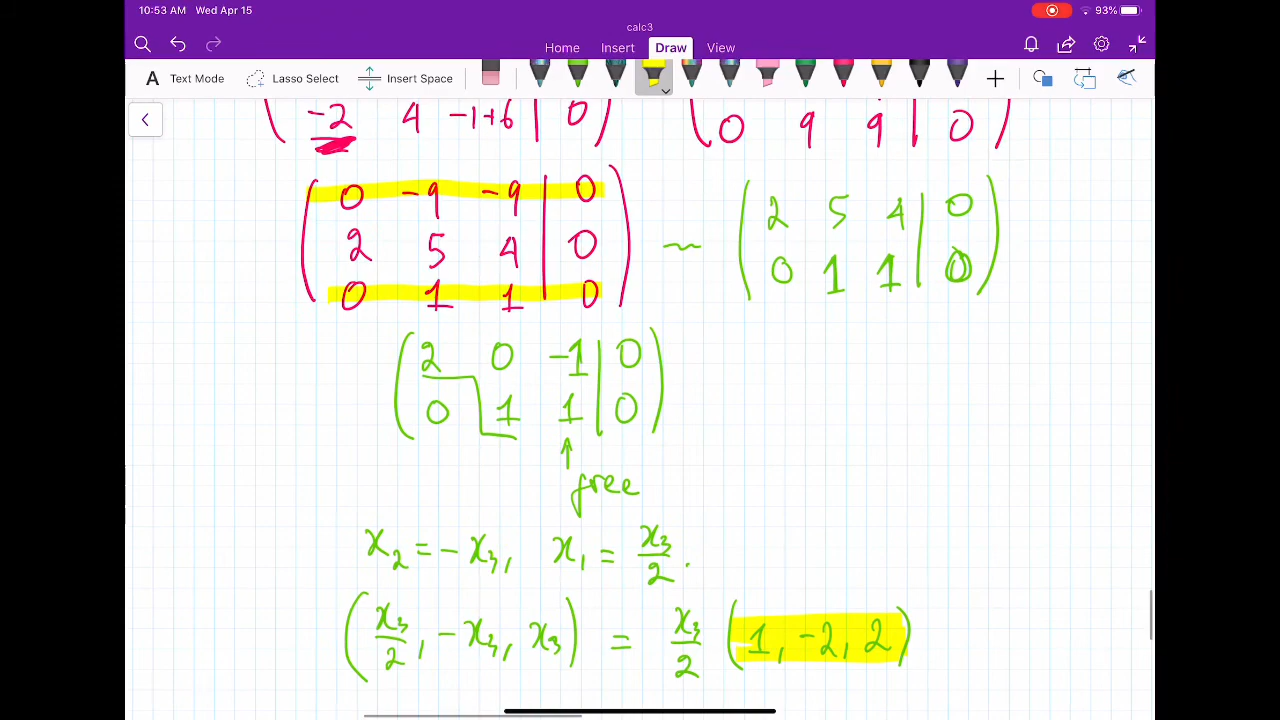 10:53 AM Wed Apr 15 93%
calc3
Home Insert Draw View
A Text Mode Lasso Select Insert Space
-2 4 -1+6 | 0
0 9 9 | 0
0 -9 -9 | 0
2 5 4 | 0
0 1 1 | 0
~
2 5 4 | 0
0 1 1 | 0
2 0 -1 | 0
0 1 1 | 0
↑
free
x₂ = -x₃, x₁ = x₃/2.
(x₃/2, -x₃, x₃) = x₃/2 (1, -2, 2)